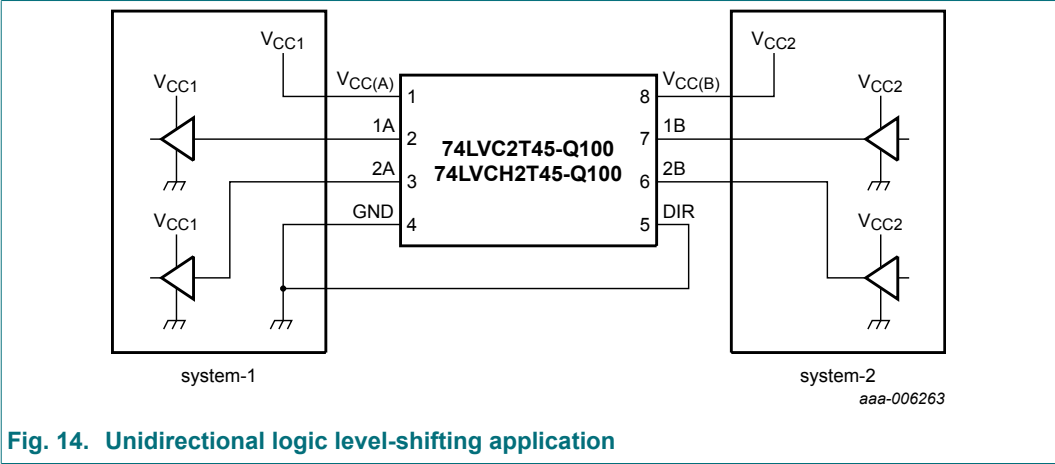 VCC1
VCC1
VCC(A)
1
1A
2
2A
3
GND
4
VCC1
74LVC2T45-Q100
74LVCH2T45-Q100
VCC2
VCC(B)
8
VCC2
1B
7
2B
6
DIR
5
VCC2
system-1
system-2
aaa-006263
Fig. 14. Unidirectional logic level-shifting application